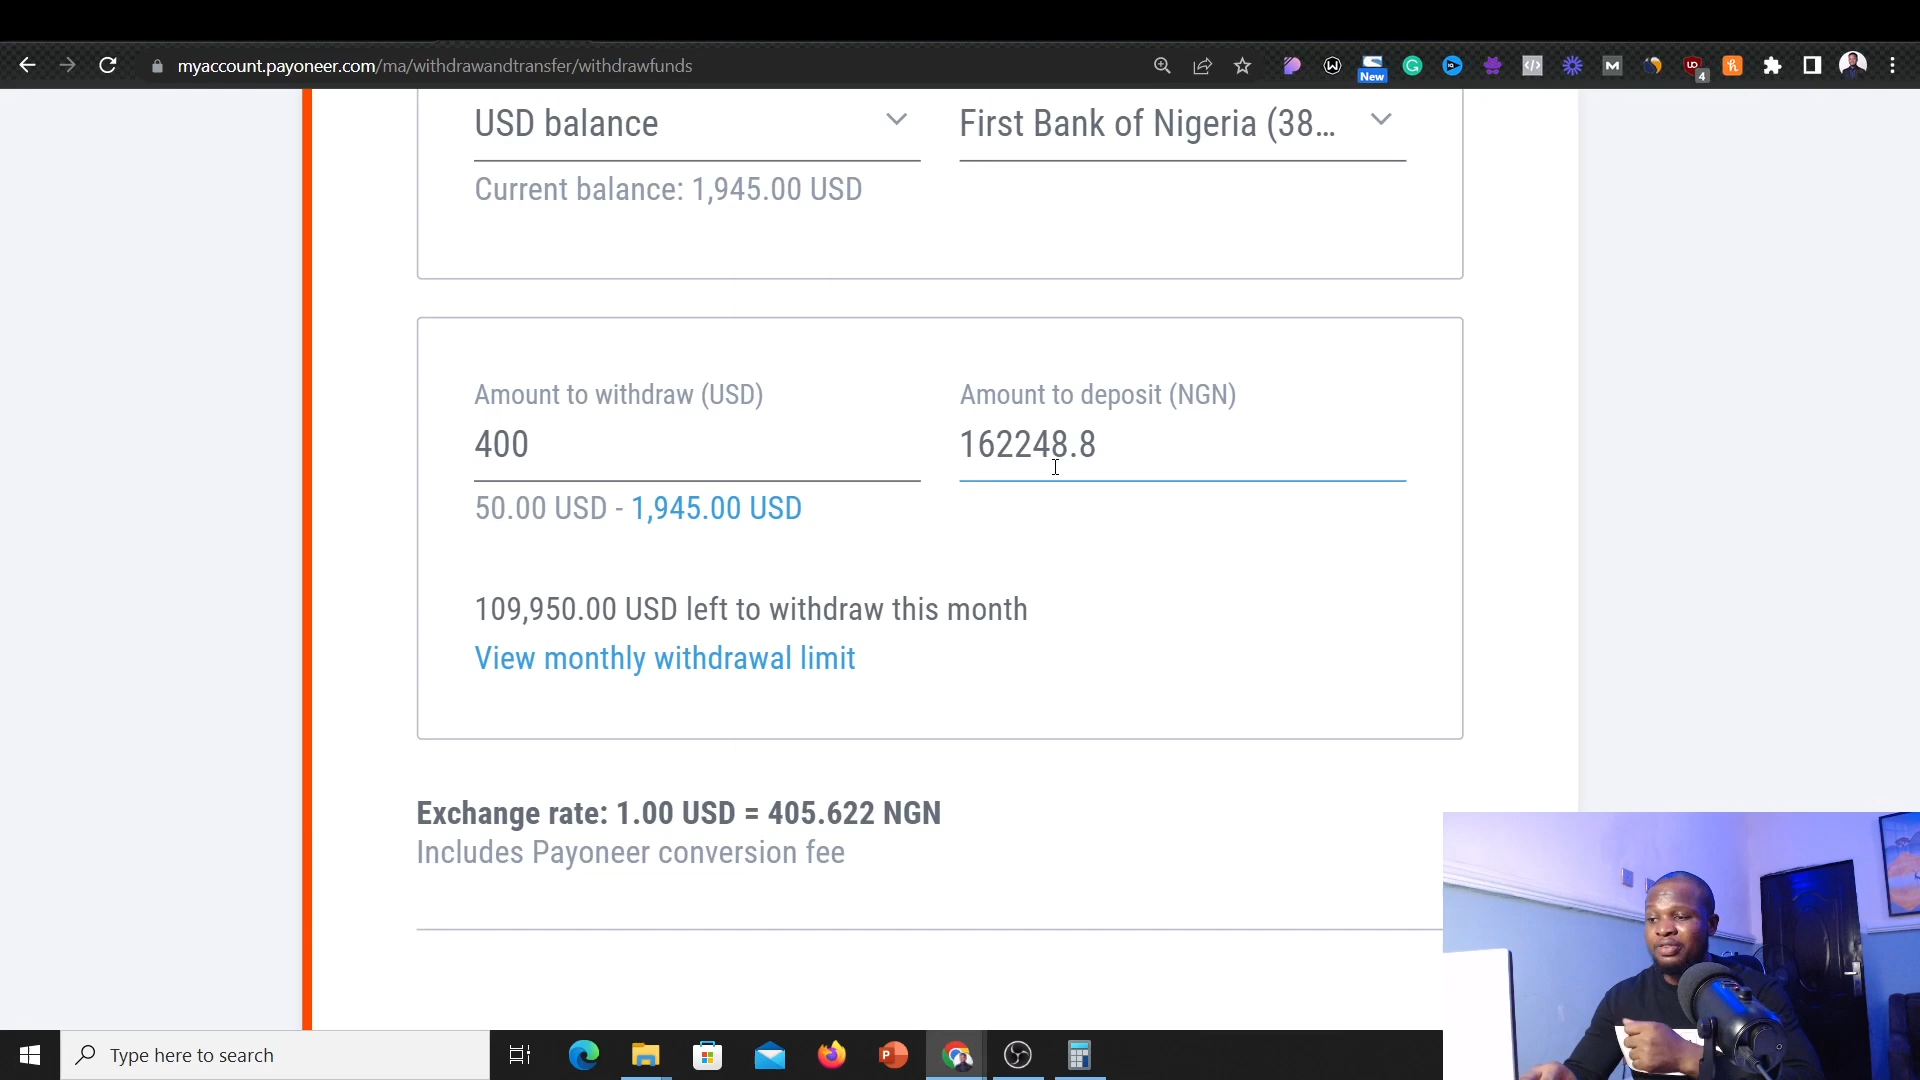 myaccount.payoneer.com/ma/withdrawandtransfer/withdrawfunds
New
4
USD balance
First Bank of Nigeria (38...
Current balance: 1,945.00 USD
Amount to withdraw (USD)
Amount to deposit (NGN)
400
162248.8
50.00 USD - 1,945.00 USD
109,950.00 USD left to withdraw this month
View monthly withdrawal limit
Exchange rate: 1.00 USD = 405.622 NGN
Includes Payoneer conversion fee
Type here to search